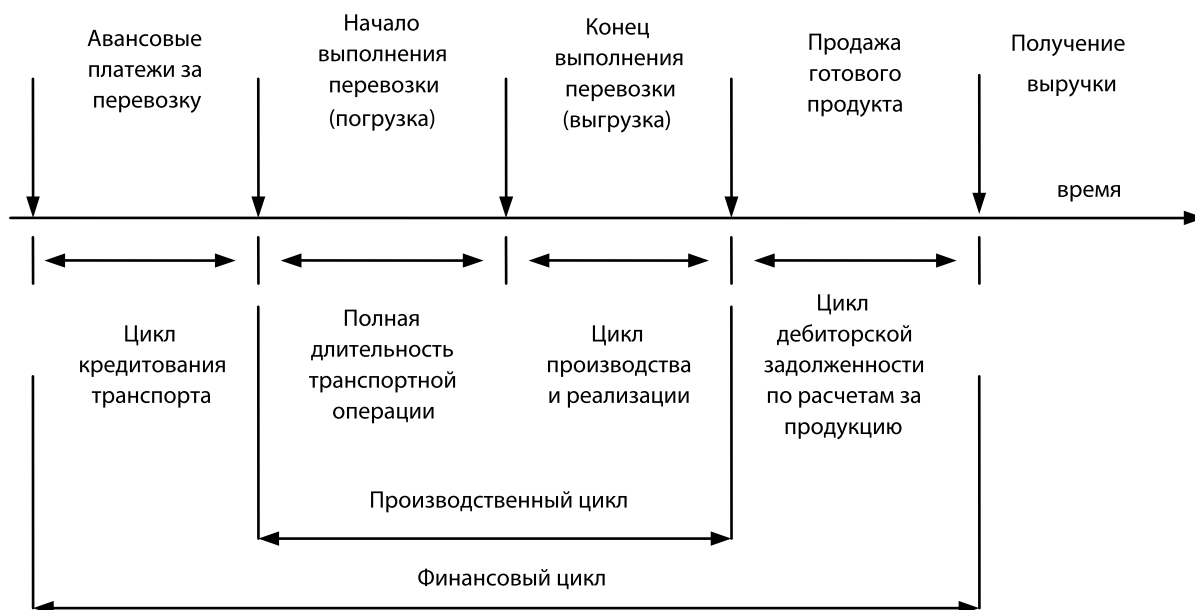 Авансовые
платежи за
перевозку
Начало
выполнения
перевозки
(погрузка)
Конец
выполнения
перевозки
(выгрузка)
Продажа
готового
продукта
Получение
выручки
время
Цикл
кредитования
транспорта
Полная
длительность
транспортной
операции
Цикл
производства
и реализации
Цикл
дебиторской
задолженности
по расчетам за
продукцию
Производственный цикл
Финансовый цикл